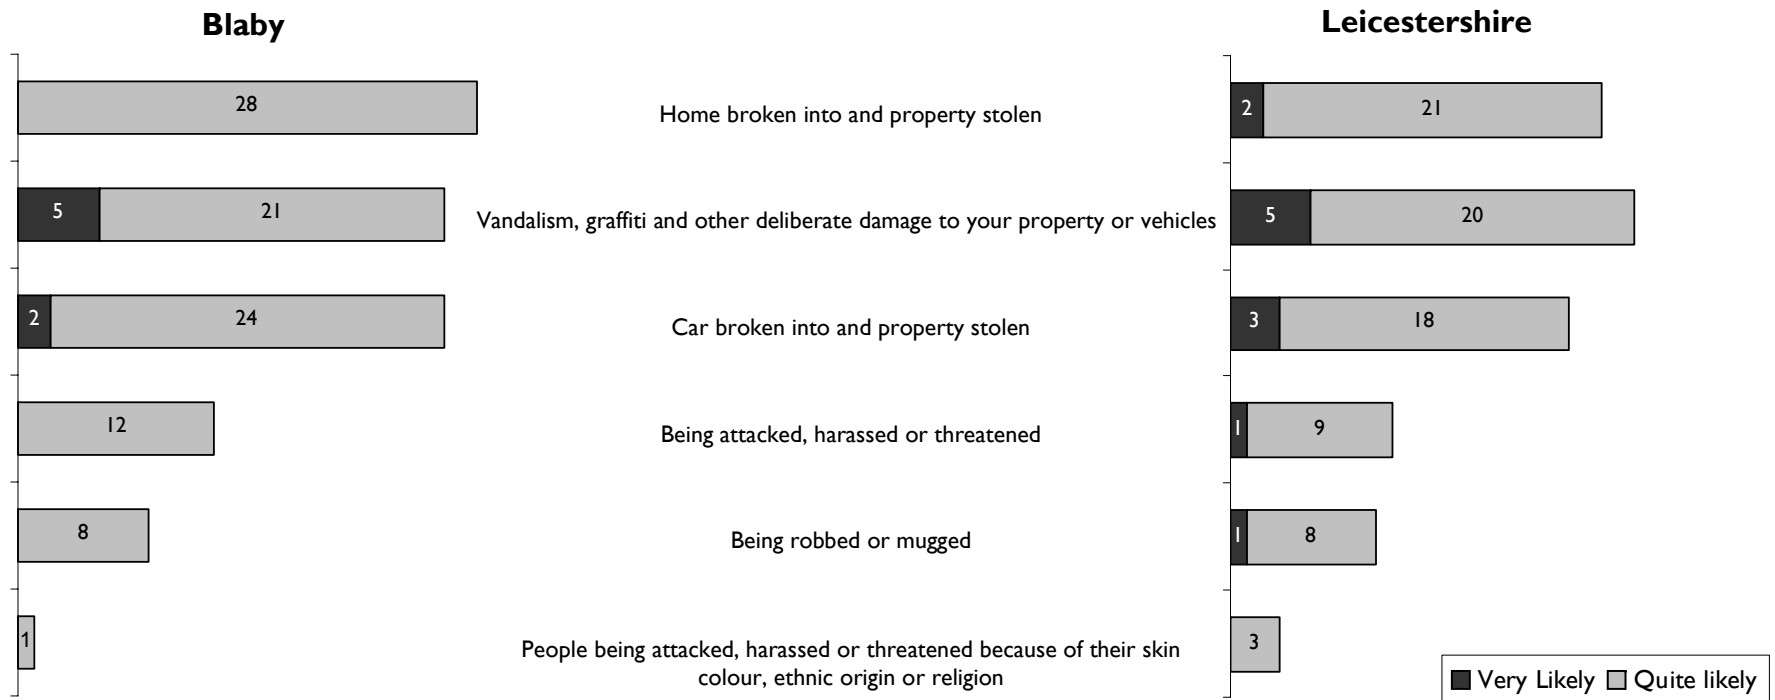 Blaby
Leicestershire
28
Home broken into and property stolen
2
21
5
21
Vandalism, graffiti and other deliberate damage to your property or vehicles
5
20
2
24
Car broken into and property stolen
3
18
12
Being attacked, harassed or threatened
1
9
8
Being robbed or mugged
1
8
1
People being attacked, harassed or threatened because of their skin
colour, ethnic origin or religion
3
Very Likely
Quite likely